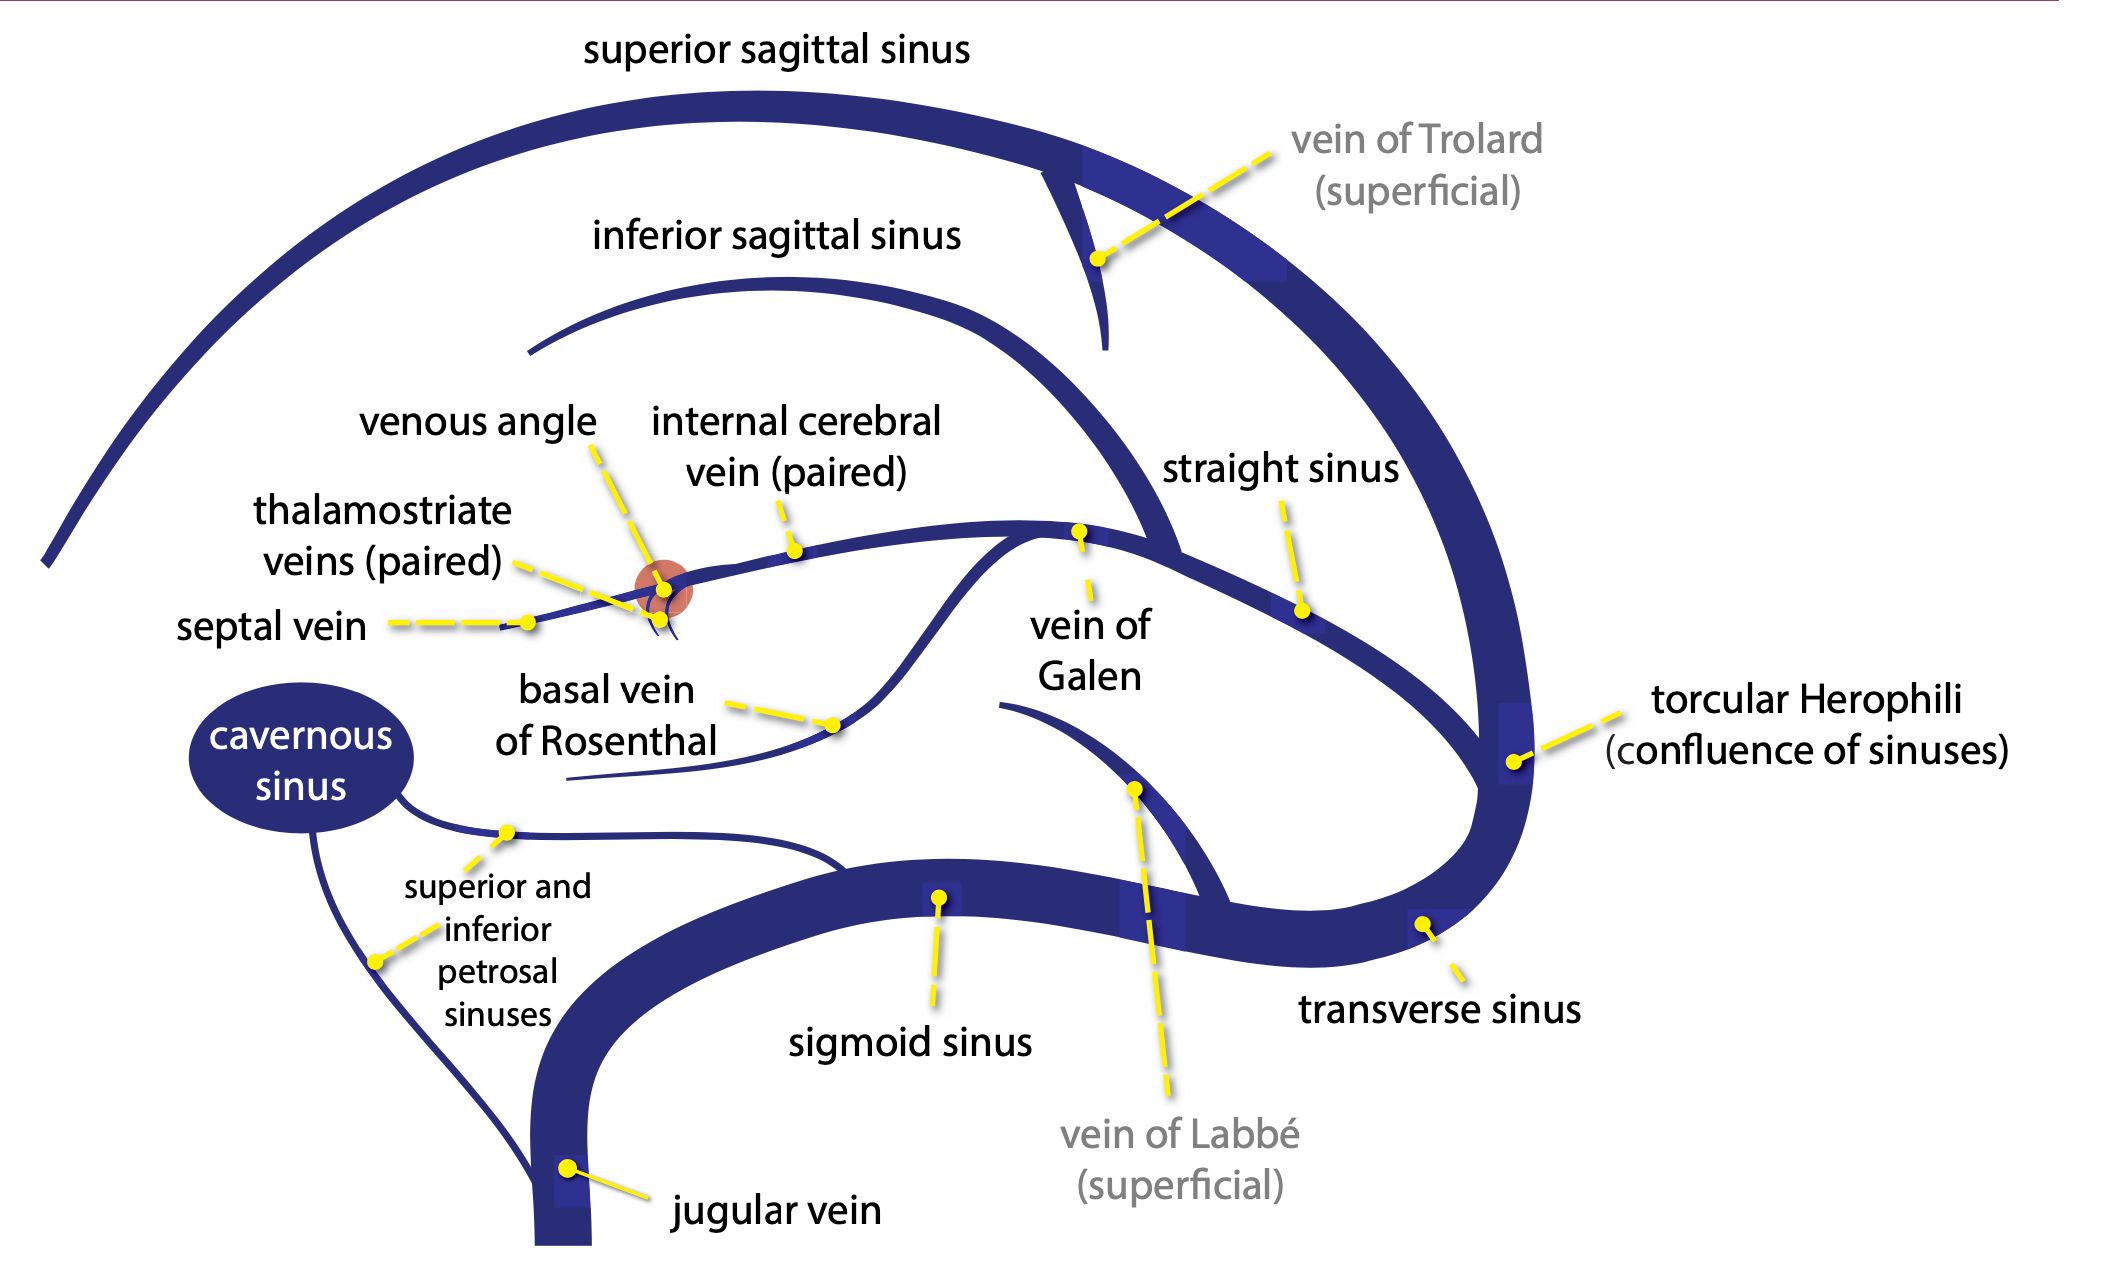 superior sagittal sinus
vein of Trolard
(superficial)
inferior sagittal sinus
venous angle
internal cerebral
vein (paired)
straight sinus
thalamostriate
veins (paired)
septal vein
vein of
Galen
basal vein
of Rosenthal
torcular Herophili
(confluence of sinuses)
cavernous
sinus
superior and
inferior
petrosal
sinuses
sigmoid sinus
transverse sinus
vein of Labbé
(superficial)
jugular vein